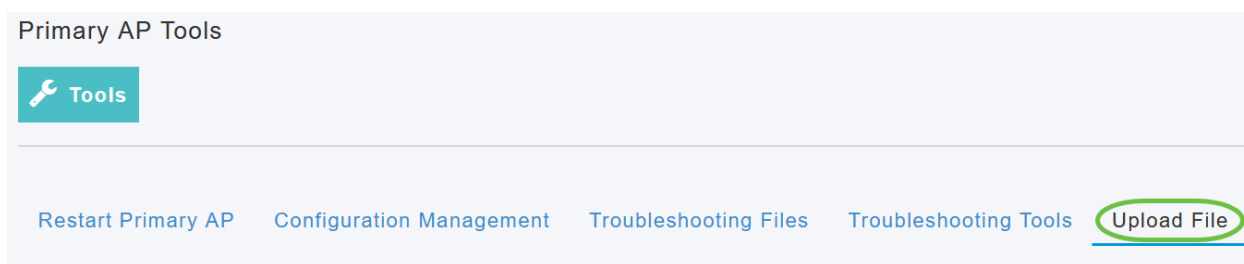 Primary AP Tools
Tools
Restart Primary AP Configuration Management Troubleshooting Files Troubleshooting Tools Upload File